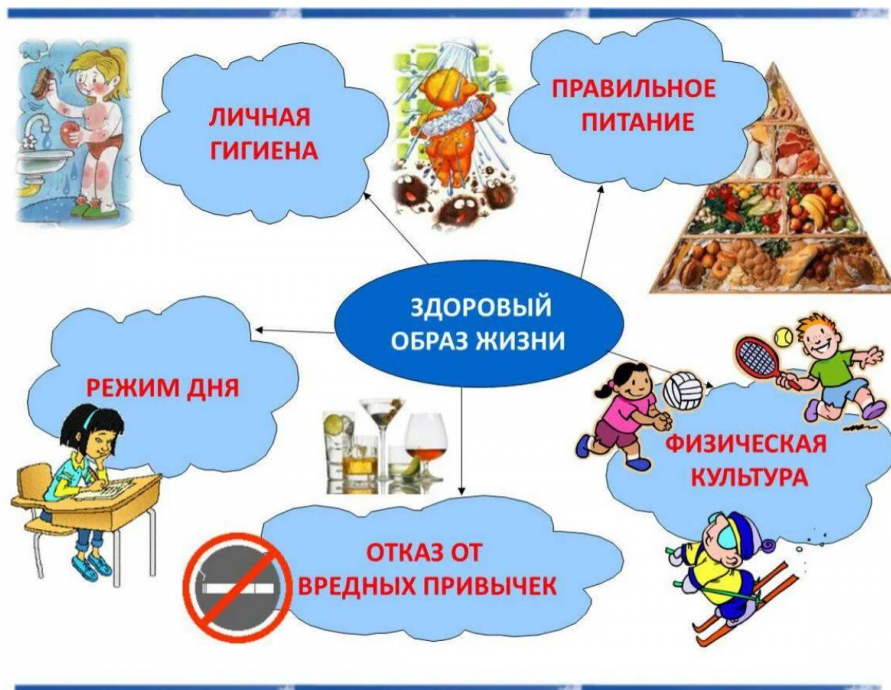 ЛИЧНАЯ
ГИГИЕНА
ПРАВИЛЬНОЕ
ПИТАНИЕ
ЗДОРОВЫЙ
ОБРАЗ ЖИЗНИ
РЕЖИМ ДНЯ
ФИЗИЧЕСКАЯ
КУЛЬТУРА
ОТКАЗ ОТ
ВРЕДНЫХ ПРИВЫЧЕК